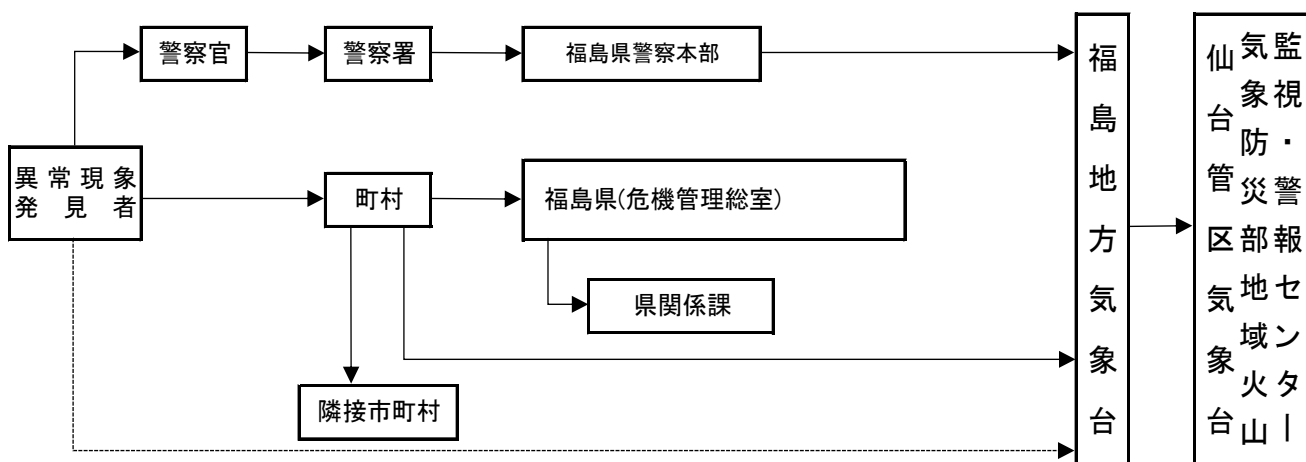 警察官
警察署
福島県警察本部
異常現象
発見者
町村
福島県(危機管理総室)
県関係課
隣接市町村
福島地方気象台
仙台管区気象台
気象防災部地域火山
監視・警報センター